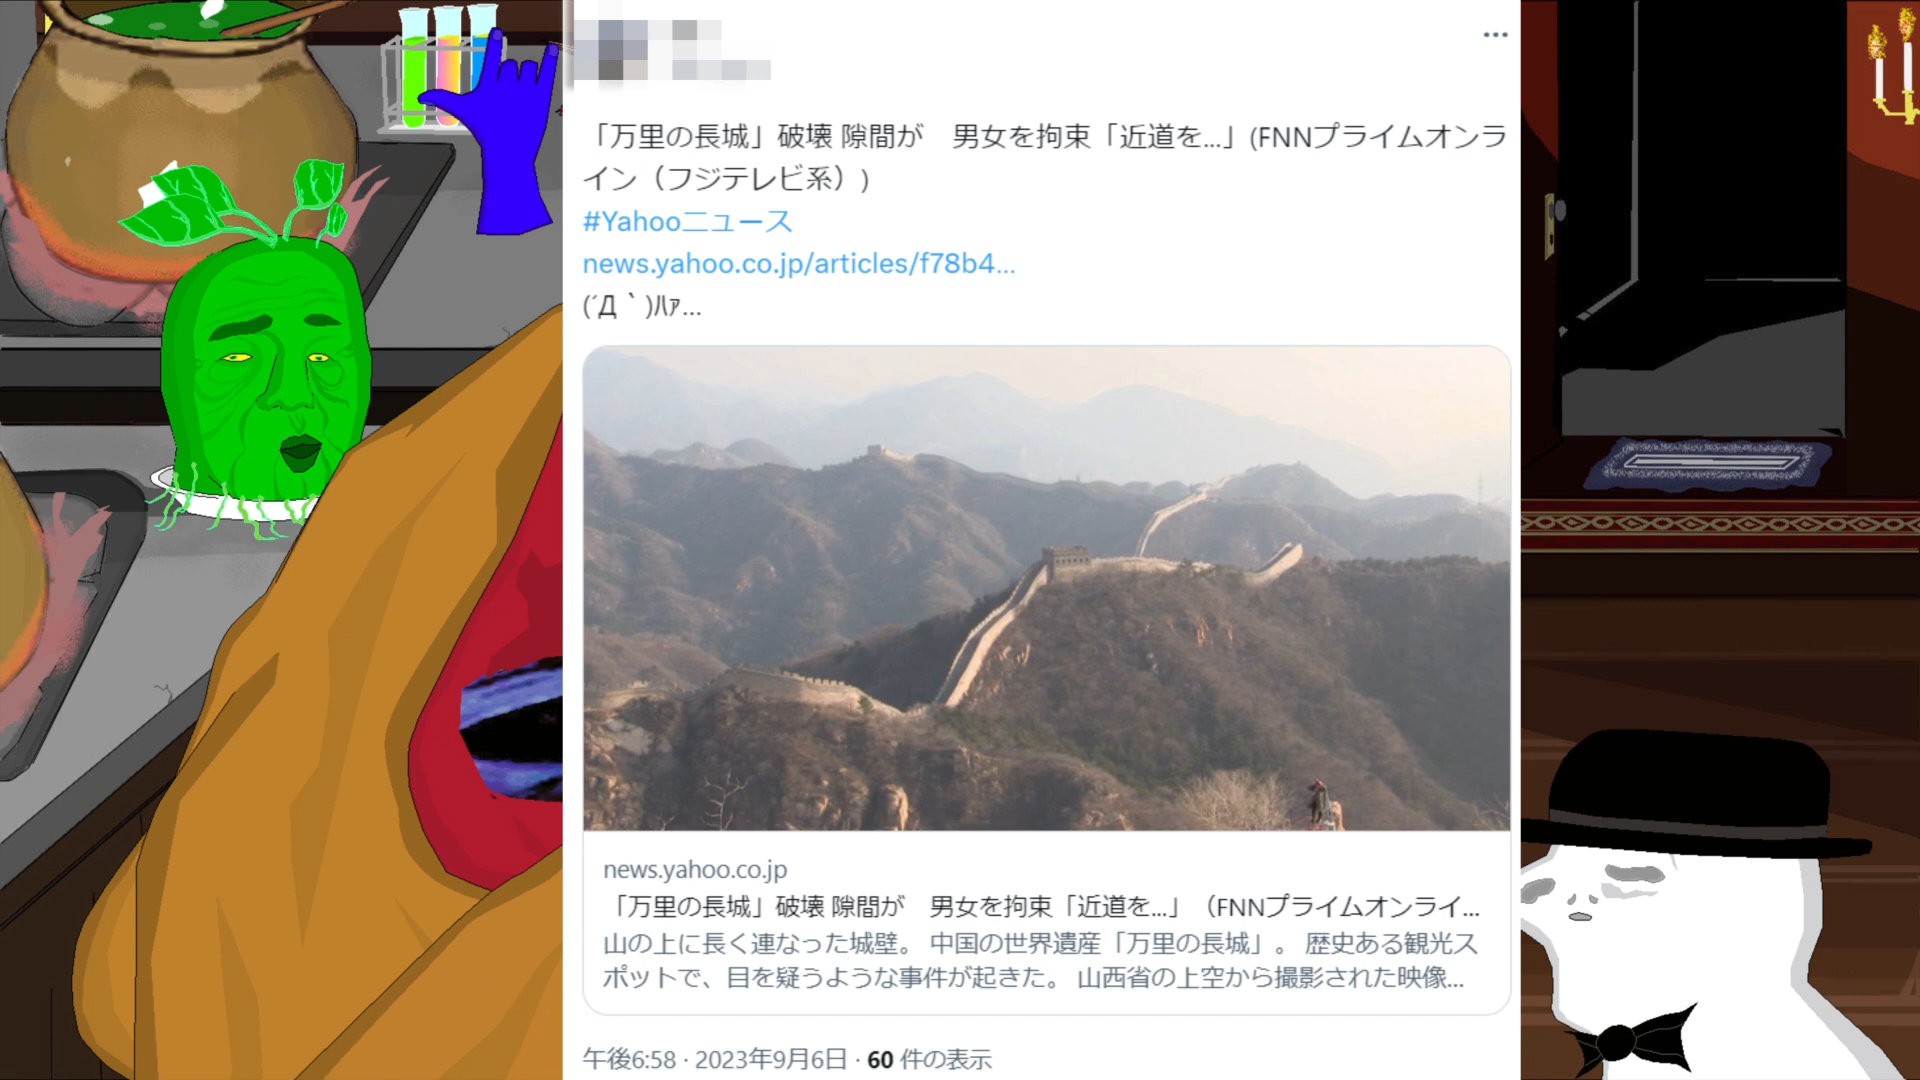 「万里の長城」破壊 隙間が　男女を拘束「近道を...」(FNNプライムオンラ
イン（フジテレビ系）)
#Yahooニュース
news.yahoo.co.jp/articles/f78b4...
(´Д｀)ﾊｧ...
news.yahoo.co.jp
「万里の長城」破壊 隙間が　男女を拘束「近道を...」（FNNプライムオンライ...
山の上に長く連なった城壁。 中国の世界遺産「万里の長城」。 歴史ある観光ス
ポットで、目を疑うような事件が起きた。 山西省の上空から撮影された映像...
午後6:58 · 2023年9月6日 · 60 件の表示